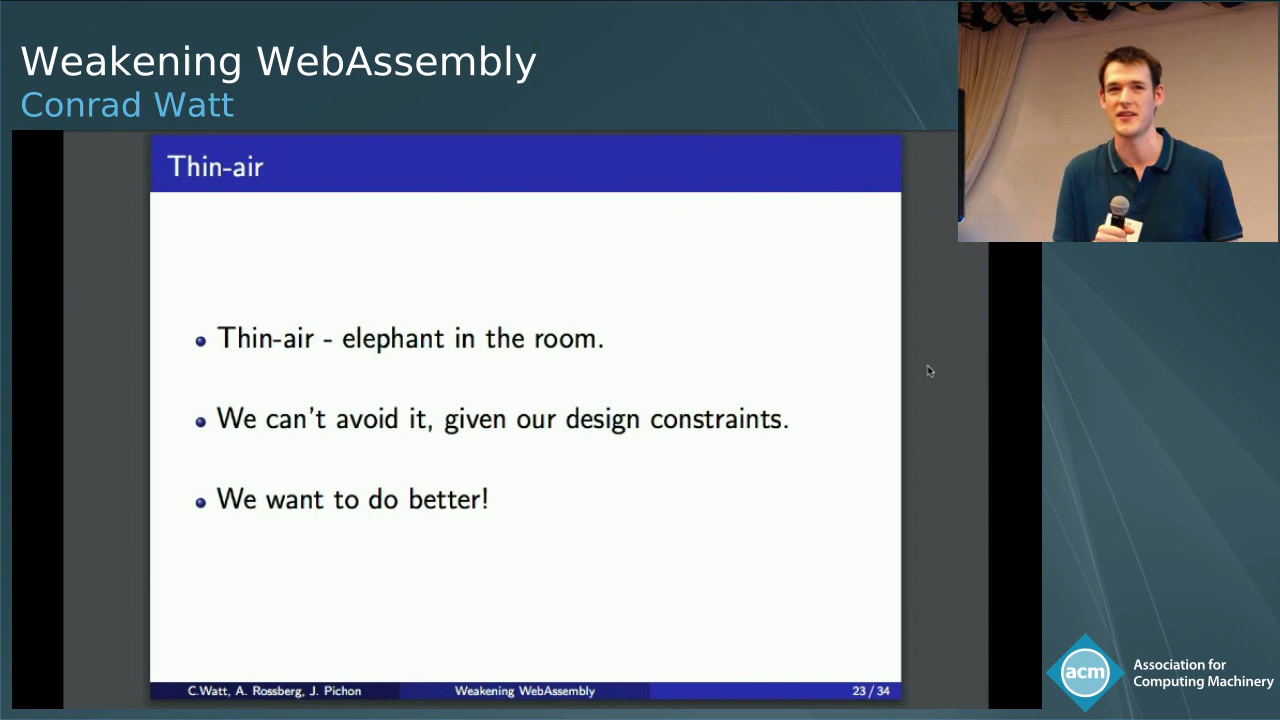 Weakening WebAssembly
Conrad Watt
Thin-air
Thin-air - elephant in the room.
We can't avoid it, given our design constraints.
We want to do better!
C.Watt, A. Rossberg, J. Pichon
Weakening WebAssembly
23 / 34
acm
Association for
Computing Machinery